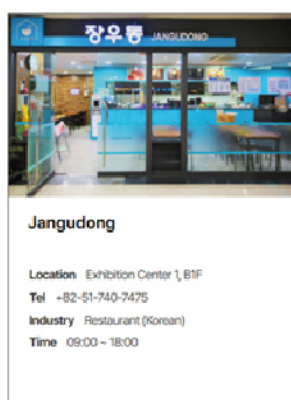 장우동 JANGUDONG
Jangudong
Location Exhibition Center 1, B1F
Tel +82-51-740-7475
Industry Restaurant (Korean)
Time 09:00 ~ 18:00